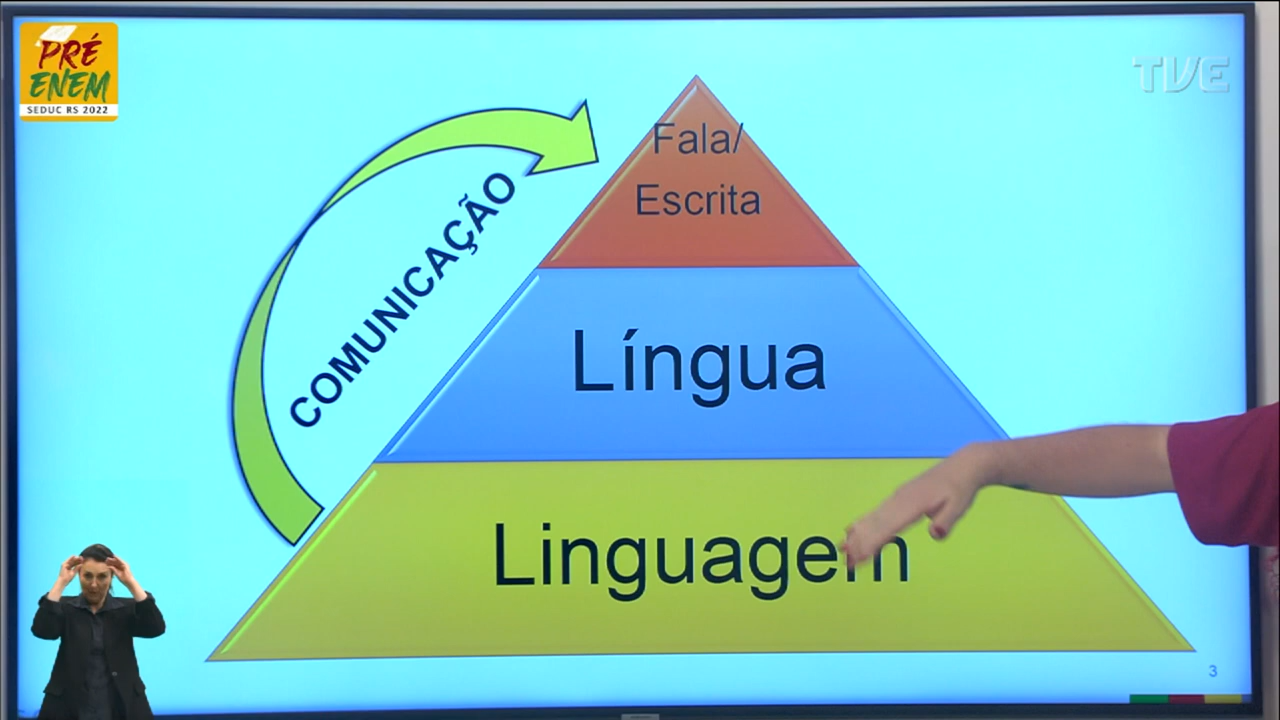 PRÉ
ENEM
SEDUC RS 2022
TVE
Fala/
Escrita
COMUNICAÇÃO
Língua
Linguagem
3